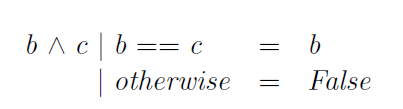 b ∧ c | b == c = b
| otherwise = False